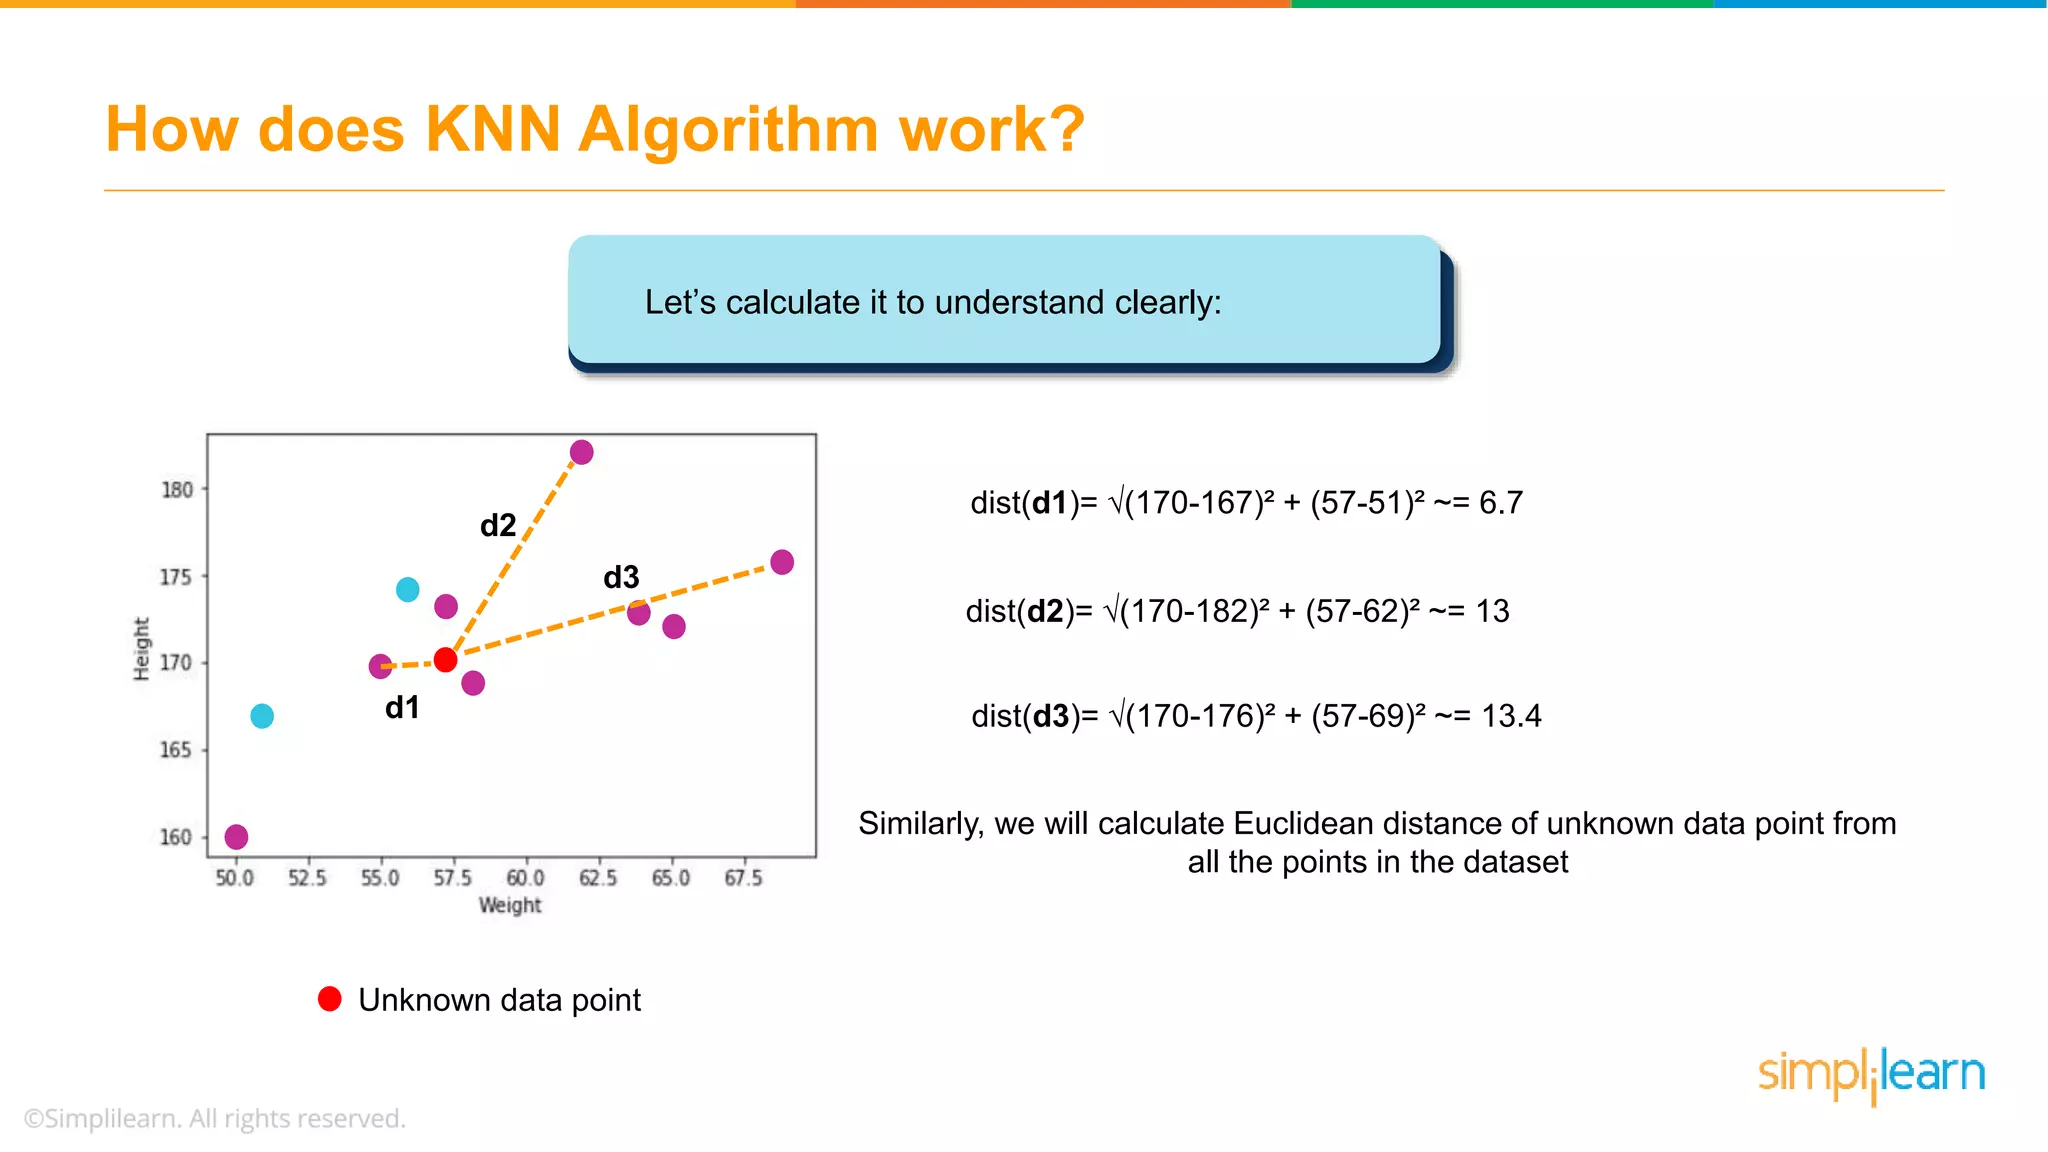 How does KNN Algorithm work?
Let’s calculate it to understand clearly:
180
175
170
165
160
Height
50.0 52.5 55.0 57.5 60.0 62.5 65.0 67.5
Weight
d2
d3
d1
dist(d1)= √(170-167)² + (57-51)² ~= 6.7
dist(d2)= √(170-182)² + (57-62)² ~= 13
dist(d3)= √(170-176)² + (57-69)² ~= 13.4
Similarly, we will calculate Euclidean distance of unknown data point from
all the points in the dataset
Unknown data point
simplilearn
©Simplilearn. All rights reserved.